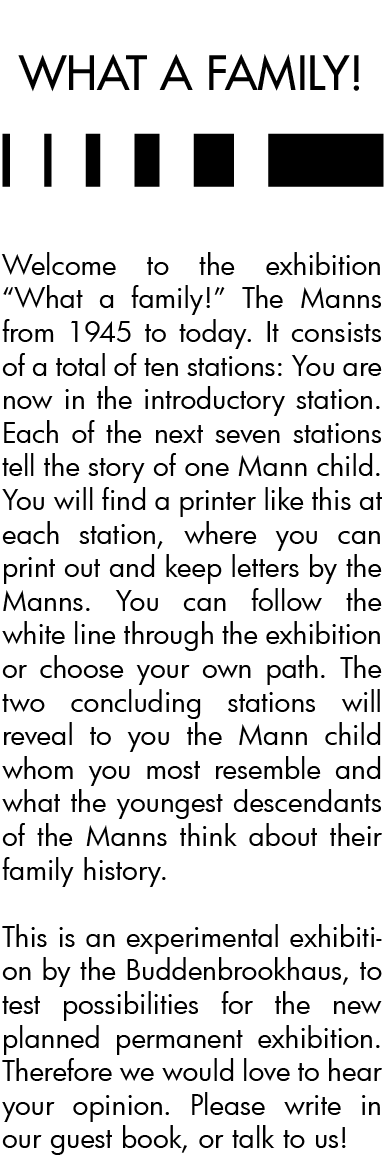 WHAT A FAMILY!
Welcome to the exhibition
“What a family!” The Manns
from 1945 to today. It consists
of a total of ten stations: You are
now in the introductory station.
Each of the next seven stations
tell the story of one Mann child.
You will find a printer like this at
each station, where you can
print out and keep letters by the
Manns. You can follow the
white line through the exhibition
or choose your own path. The
two concluding stations will
reveal to you the Mann child
whom you most resemble and
what the youngest descendants
of the Manns think about their
family history.
This is an experimental exhibiti-
on by the Buddenbrookhaus, to
test possibilities for the new
planned permanent exhibition.
Therefore we would love to hear
your opinion. Please write in
our guest book, or talk to us!